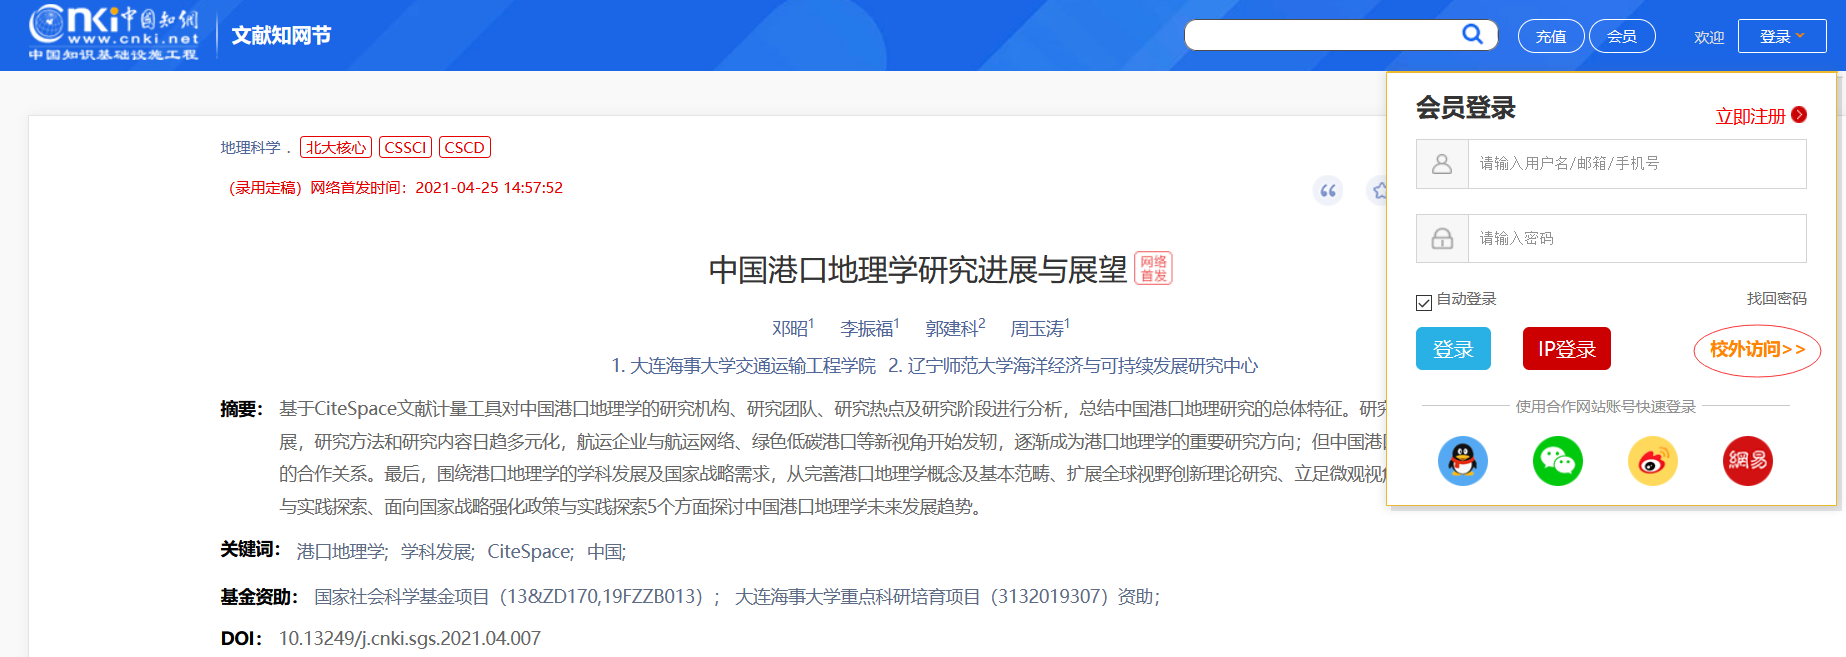 cnki中国知网
www.cnki.net
中国知识基础设施工程
文献知网节
充值
会员
欢迎
登录
会员登录
立即注册
请输入用户名/邮箱/手机号
请输入密码
自动登录
找回密码
登录
IP登录
校外访问>>
使用合作网站账号快速登录
網易
地理科学 .
北大核心
CSSCI
CSCD
（录用定稿）网络首发时间：2021-04-25 14:57:52
中国港口地理学研究进展与展望
网络
首发
邓昭1 李振福1 郭建科2 周玉涛1
1. 大连海事大学交通运输工程学院 2. 辽宁师范大学海洋经济与可持续发展研究中心
摘要： 基于CiteSpace文献计量工具对中国港口地理学的研究机构、研究团队、研究热点及研究阶段进行分析，总结中国港口地理研究的总体特征。研究
展，研究方法和研究内容日趋多元化，航运企业与航运网络、绿色低碳港口等新视角开始发轫，逐渐成为港口地理学的重要研究方向；但中国港
的合作关系。最后，围绕港口地理学的学科发展及国家战略需求，从完善港口地理学概念及基本范畴、扩展全球视野创新理论研究、立足微观视
与实践探索、面向国家战略强化政策与实践探索5个方面探讨中国港口地理学未来发展趋势。
关键词： 港口地理学; 学科发展; CiteSpace; 中国;
基金资助： 国家社会科学基金项目（13&ZD170,19FZZB013）； 大连海事大学重点科研培育项目（3132019307）资助；
DOI： 10.13249/j.cnki.sgs.2021.04.007